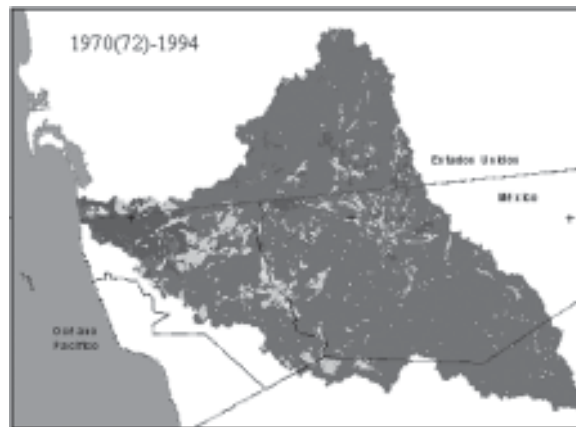 1970(72)-1994
Estados Unidos
México
Océano
Pacífico